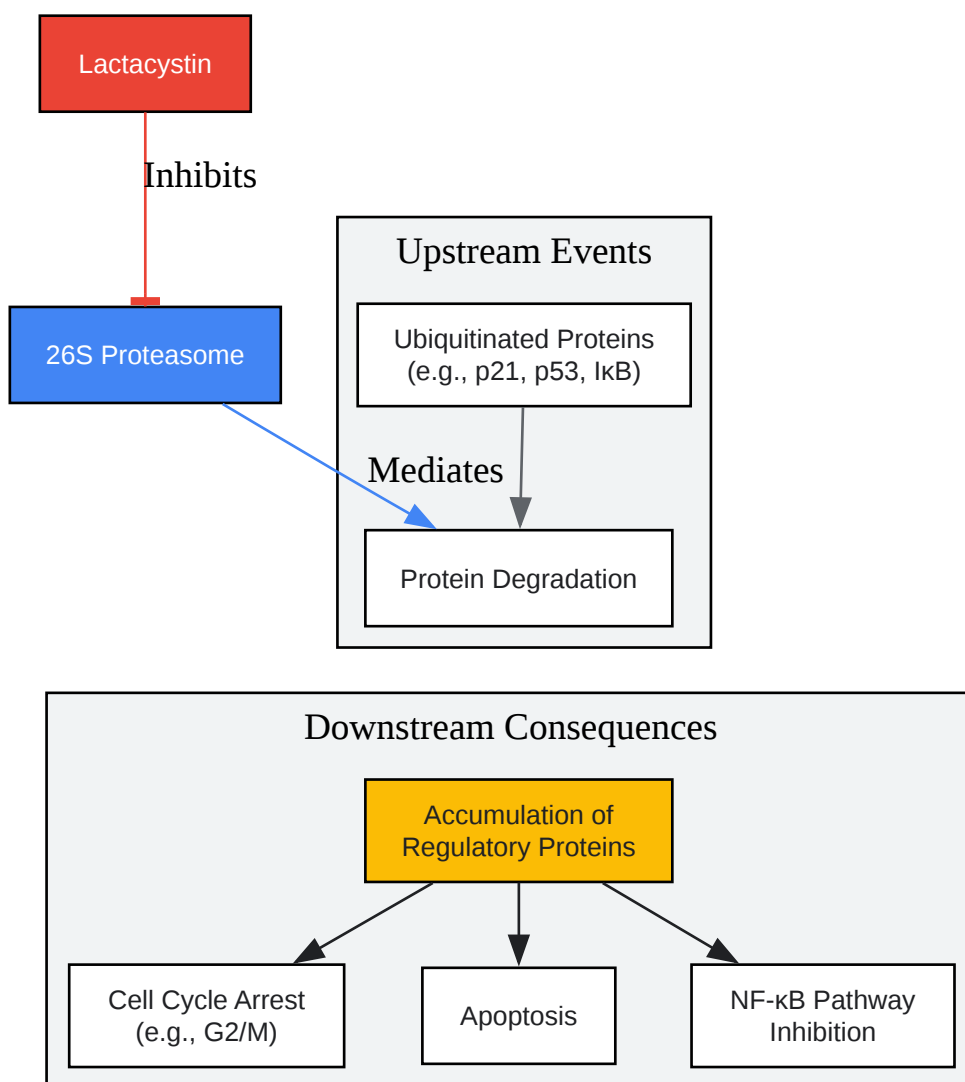 Lactacystin
Inhibits
Upstream Events
26S Proteasome
Ubiquitinated Proteins
(e.g., p21, p53, IκB)
Mediates
Protein Degradation
Downstream Consequences
Accumulation of
Regulatory Proteins
Cell Cycle Arrest
(e.g., G2/M)
Apoptosis
NF-κB Pathway
Inhibition